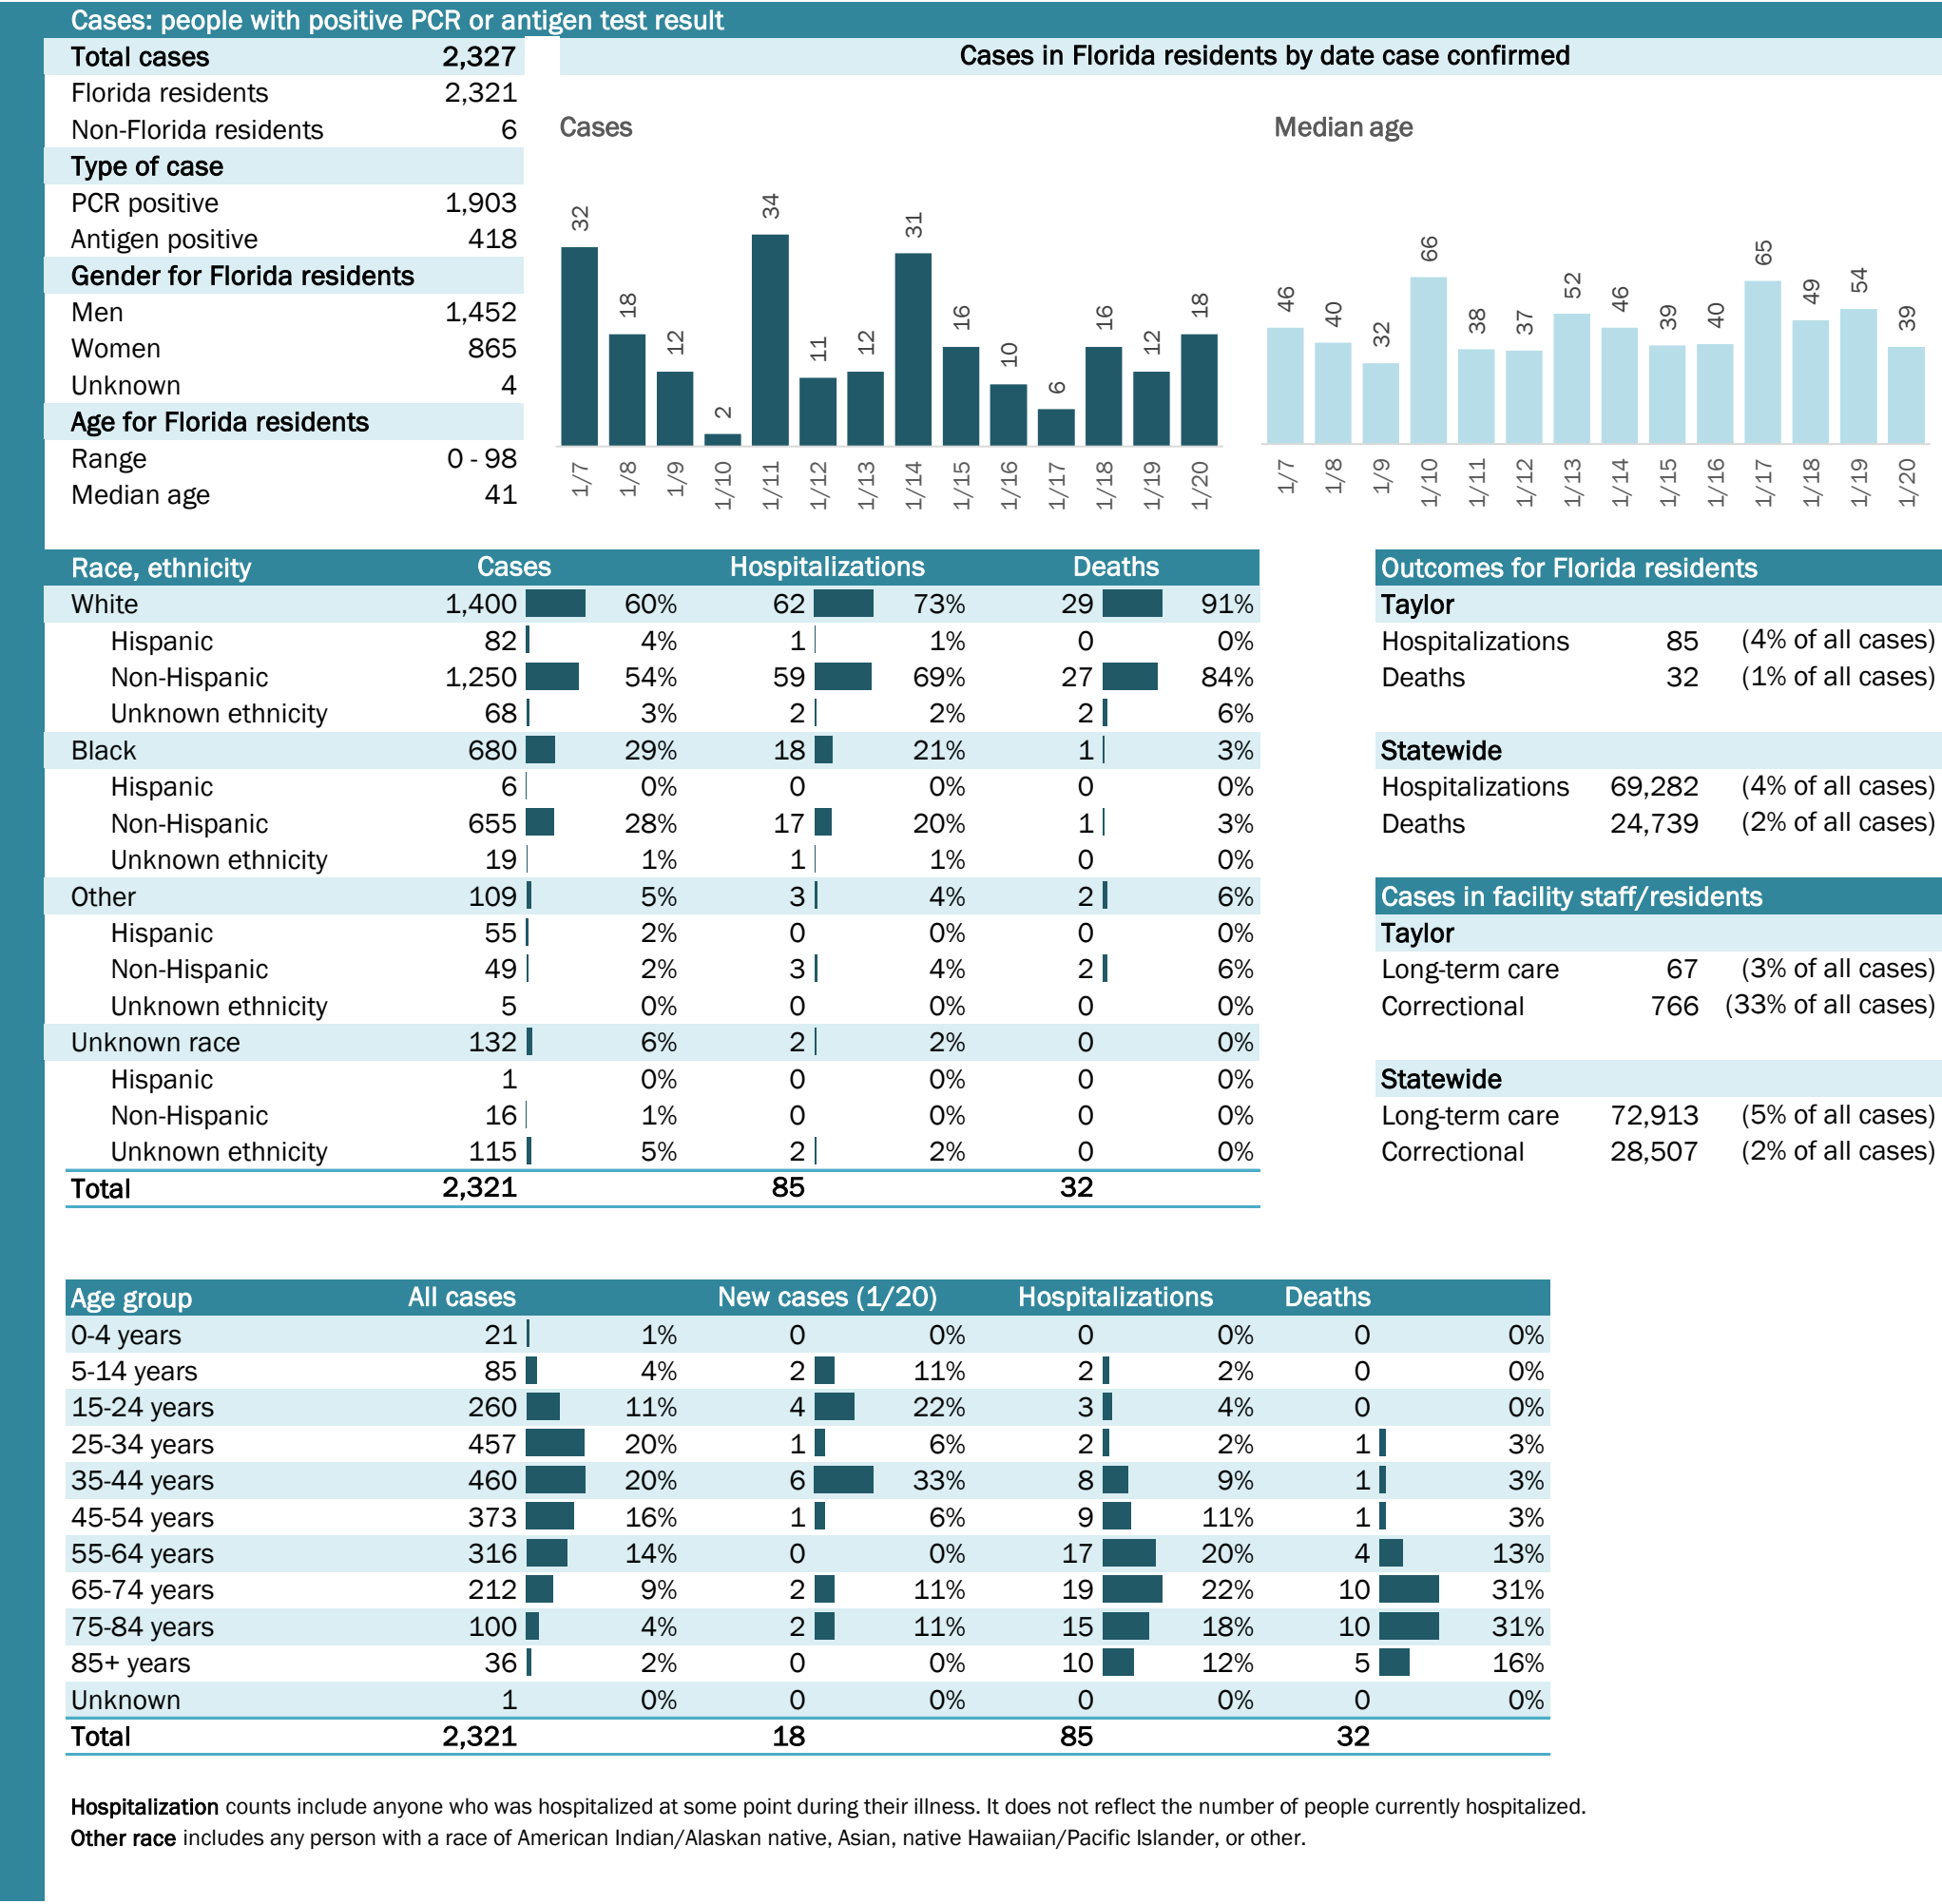 Cases: people with positive PCR or antigen test result
Total cases 2,327
Florida residents 2,321
Non-Florida residents 6
Type of case
PCR positive 1,903
Antigen positive 418
Gender for Florida residents
Men 1,452
Women 865
Unknown 4
Age for Florida residents
Range 0 - 98
Median age 41
Cases in Florida residents by date case confirmed
Cases
32 18 12 2 34 11 12 31 16 10 6 16 12 18
1/7 1/8 1/9 1/10 1/11 1/12 1/13 1/14 1/15 1/16 1/17 1/18 1/19 1/20
Median age
46 40 32 66 38 37 52 46 39 40 65 49 54 39
1/7 1/8 1/9 1/10 1/11 1/12 1/13 1/14 1/15 1/16 1/17 1/18 1/19 1/20
Race, ethnicity Cases Hospitalizations Deaths
White 1,400 60% 62 73% 29 91%
Hispanic 82 4% 1 1% 0 0%
Non-Hispanic 1,250 54% 59 69% 27 84%
Unknown ethnicity 68 3% 2 2% 2 6%
Black 680 29% 18 21% 1 3%
Hispanic 6 0% 0 0% 0 0%
Non-Hispanic 655 28% 17 20% 1 3%
Unknown ethnicity 19 1% 1 1% 0 0%
Other 109 5% 3 4% 2 6%
Hispanic 55 2% 0 0% 0 0%
Non-Hispanic 49 2% 3 4% 2 6%
Unknown ethnicity 5 0% 0 0% 0 0%
Unknown race 132 6% 2 2% 0 0%
Hispanic 1 0% 0 0% 0 0%
Non-Hispanic 16 1% 0 0% 0 0%
Unknown ethnicity 115 5% 2 2% 0 0%
Total 2,321 85 32
Outcomes for Florida residents
Taylor
Hospitalizations 85 (4% of all cases)
Deaths 32 (1% of all cases)
Statewide
Hospitalizations 69,282 (4% of all cases)
Deaths 24,739 (2% of all cases)
Cases in facility staff/residents
Taylor
Long-term care 67 (3% of all cases)
Correctional 766 (33% of all cases)
Statewide
Long-term care 72,913 (5% of all cases)
Correctional 28,507 (2% of all cases)
Age group All cases New cases (1/20) Hospitalizations Deaths
0-4 years 21 1% 0 0% 0 0% 0 0%
5-14 years 85 4% 2 11% 2 2% 0 0%
15-24 years 260 11% 4 22% 3 4% 0 0%
25-34 years 457 20% 1 6% 2 2% 1 3%
35-44 years 460 20% 6 33% 8 9% 1 3%
45-54 years 373 16% 1 6% 9 11% 1 3%
55-64 years 316 14% 0 0% 17 20% 4 13%
65-74 years 212 9% 2 11% 19 22% 10 31%
75-84 years 100 4% 2 11% 15 18% 10 31%
85+ years 36 2% 0 0% 10 12% 5 16%
Unknown 1 0% 0 0% 0 0% 0 0%
Total 2,321 18 85 32
Hospitalization counts include anyone who was hospitalized at some point during their illness. It does not reflect the number of people currently hospitalized.
Other race includes any person with a race of American Indian/Alaskan native, Asian, native Hawaiian/Pacific Islander, or other.